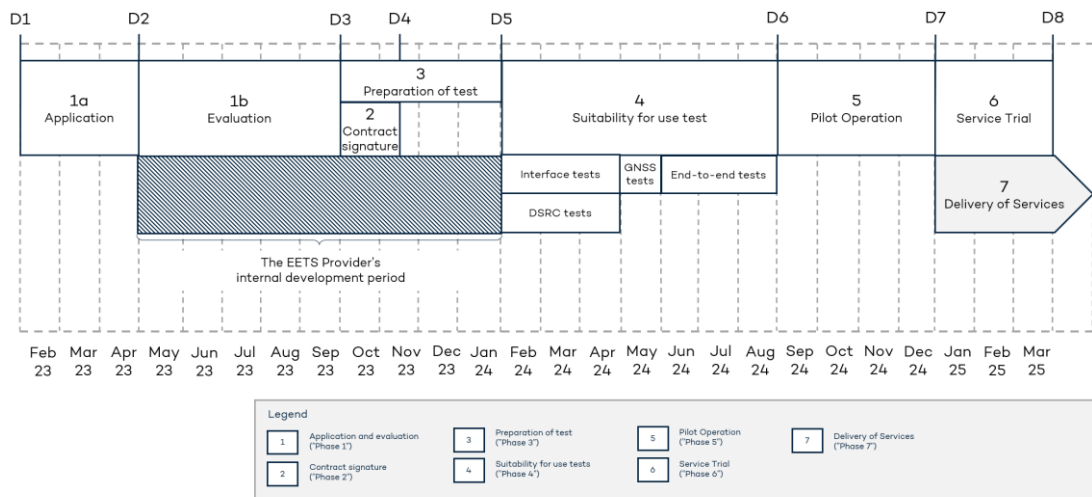 D1 D2 D3 D4 D5 D6 D7 D8
3
Preparation of test
1a
Application
1b
Evaluation
2
Contract
signature
4
Suitability for use test
5
Pilot Operation
6
Service Trial
Interface tests
GNSS
tests
End-to-end tests
DSRC tests
7
Delivery of Services
The EETS Provider's
internal development period
Feb Mar Apr May Jun Jul Aug Sep Oct Nov Dec Jan Feb Mar Apr May Jun Jul Aug Sep Oct Nov Dec Jan Feb Mar
23 23 23 23 23 23 23 23 23 23 23 24 24 24 24 24 24 24 24 24 24 24 24 25 25 25
Legend
1 Application and evaluation
("Phase 1")
2 Contract signature
("Phase 2")
3 Preparation of test
("Phase 3")
4 Suitability for use tests
("Phase 4")
5 Pilot Operation
("Phase 5")
6 Service Trial
("Phase 6")
7 Delivery of Services
("Phase 7")